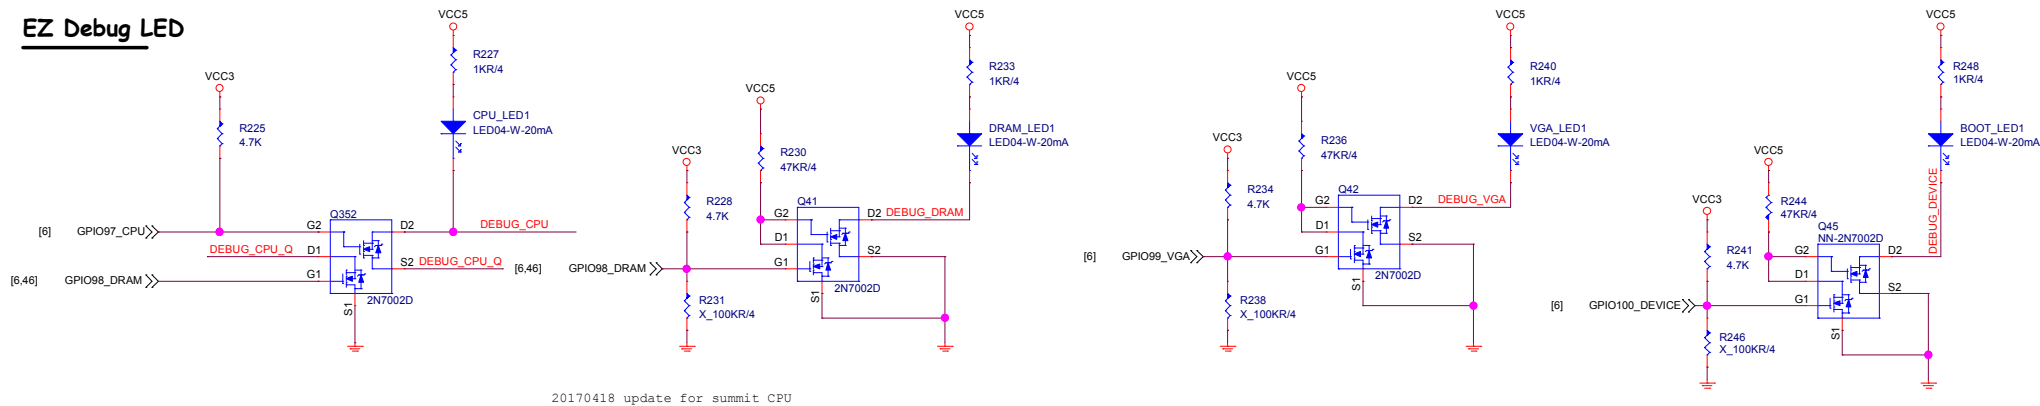 EZ Debug LED
VCC5
R227
1KR/4
VCC3
R225
4.7K
CPU_LED1
LED04-W-20mA
Q352
[6]
GPIO97_CPU
G2
D2
DEBUG_CPU
DEBUG_CPU_Q
D1
S2
DEBUG_CPU_Q
[6,46]
GPIO98_DRAM
G1
2N7002D
S1
VCC5
R233
1KR/4
VCC5
DRAM_LED1
LED04-W-20mA
R230
47KR/4
VCC3
R228
4.7K
Q41
G2
D2
DEBUG_DRAM
D1
S2
[6,46]
GPIO98_DRAM
G1
2N7002D
S1
R231
X_100KR/4
VCC5
R240
1KR/4
VCC5
VGA_LED1
LED04-W-20mA
R236
47KR/4
VCC3
R234
4.7K
Q42
G2
D2
DEBUG_VGA
D1
S2
[6]
GPIO99_VGA
G1
2N7002D
S1
R238
X_100KR/4
VCC5
R248
1KR/4
BOOT_LED1
LED04-W-20mA
VCC5
DEBUG_DEVICE
R244
47KR/4
VCC3
Q45
NN-2N7002D
R241
4.7K
G2
D2
D1
S2
[6]
GPIO100_DEVICE
G1
S1
R246
X_100KR/4
20170418 update for summit CPU